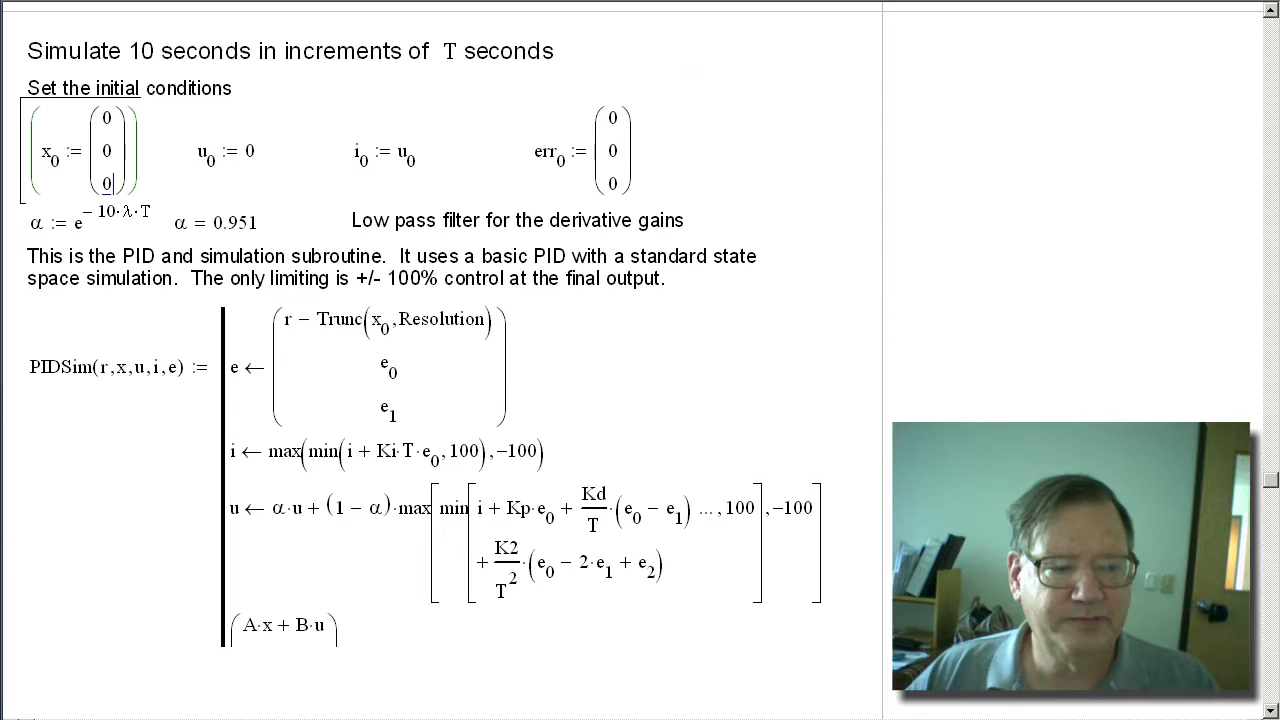 Simulate 10 seconds in increments of T seconds
Set the initial conditions
x0 := (0 0 0) u0 := 0 i0 := u0 err0 := (0 0 0)
α := e^(− 10·λ·T) α = 0.951 Low pass filter for the derivative gains
This is the PID and simulation subroutine. It uses a basic PID with a standard state
space simulation. The only limiting is +/- 100% control at the final output.
PIDSim(r,x,u,i,e) := e ← (r − Trunc(x0,Resolution)
e0
e1)
i ← max(min(i + Ki·T·e0,100),−100)
u ← α·u + (1 − α)·max[min[i + Kp·e0 + Kd/T·(e0 − e1) ... ,100],−100]
+ K2/T^2·(e0 − 2·e1 + e2)
(A·x + B·u)